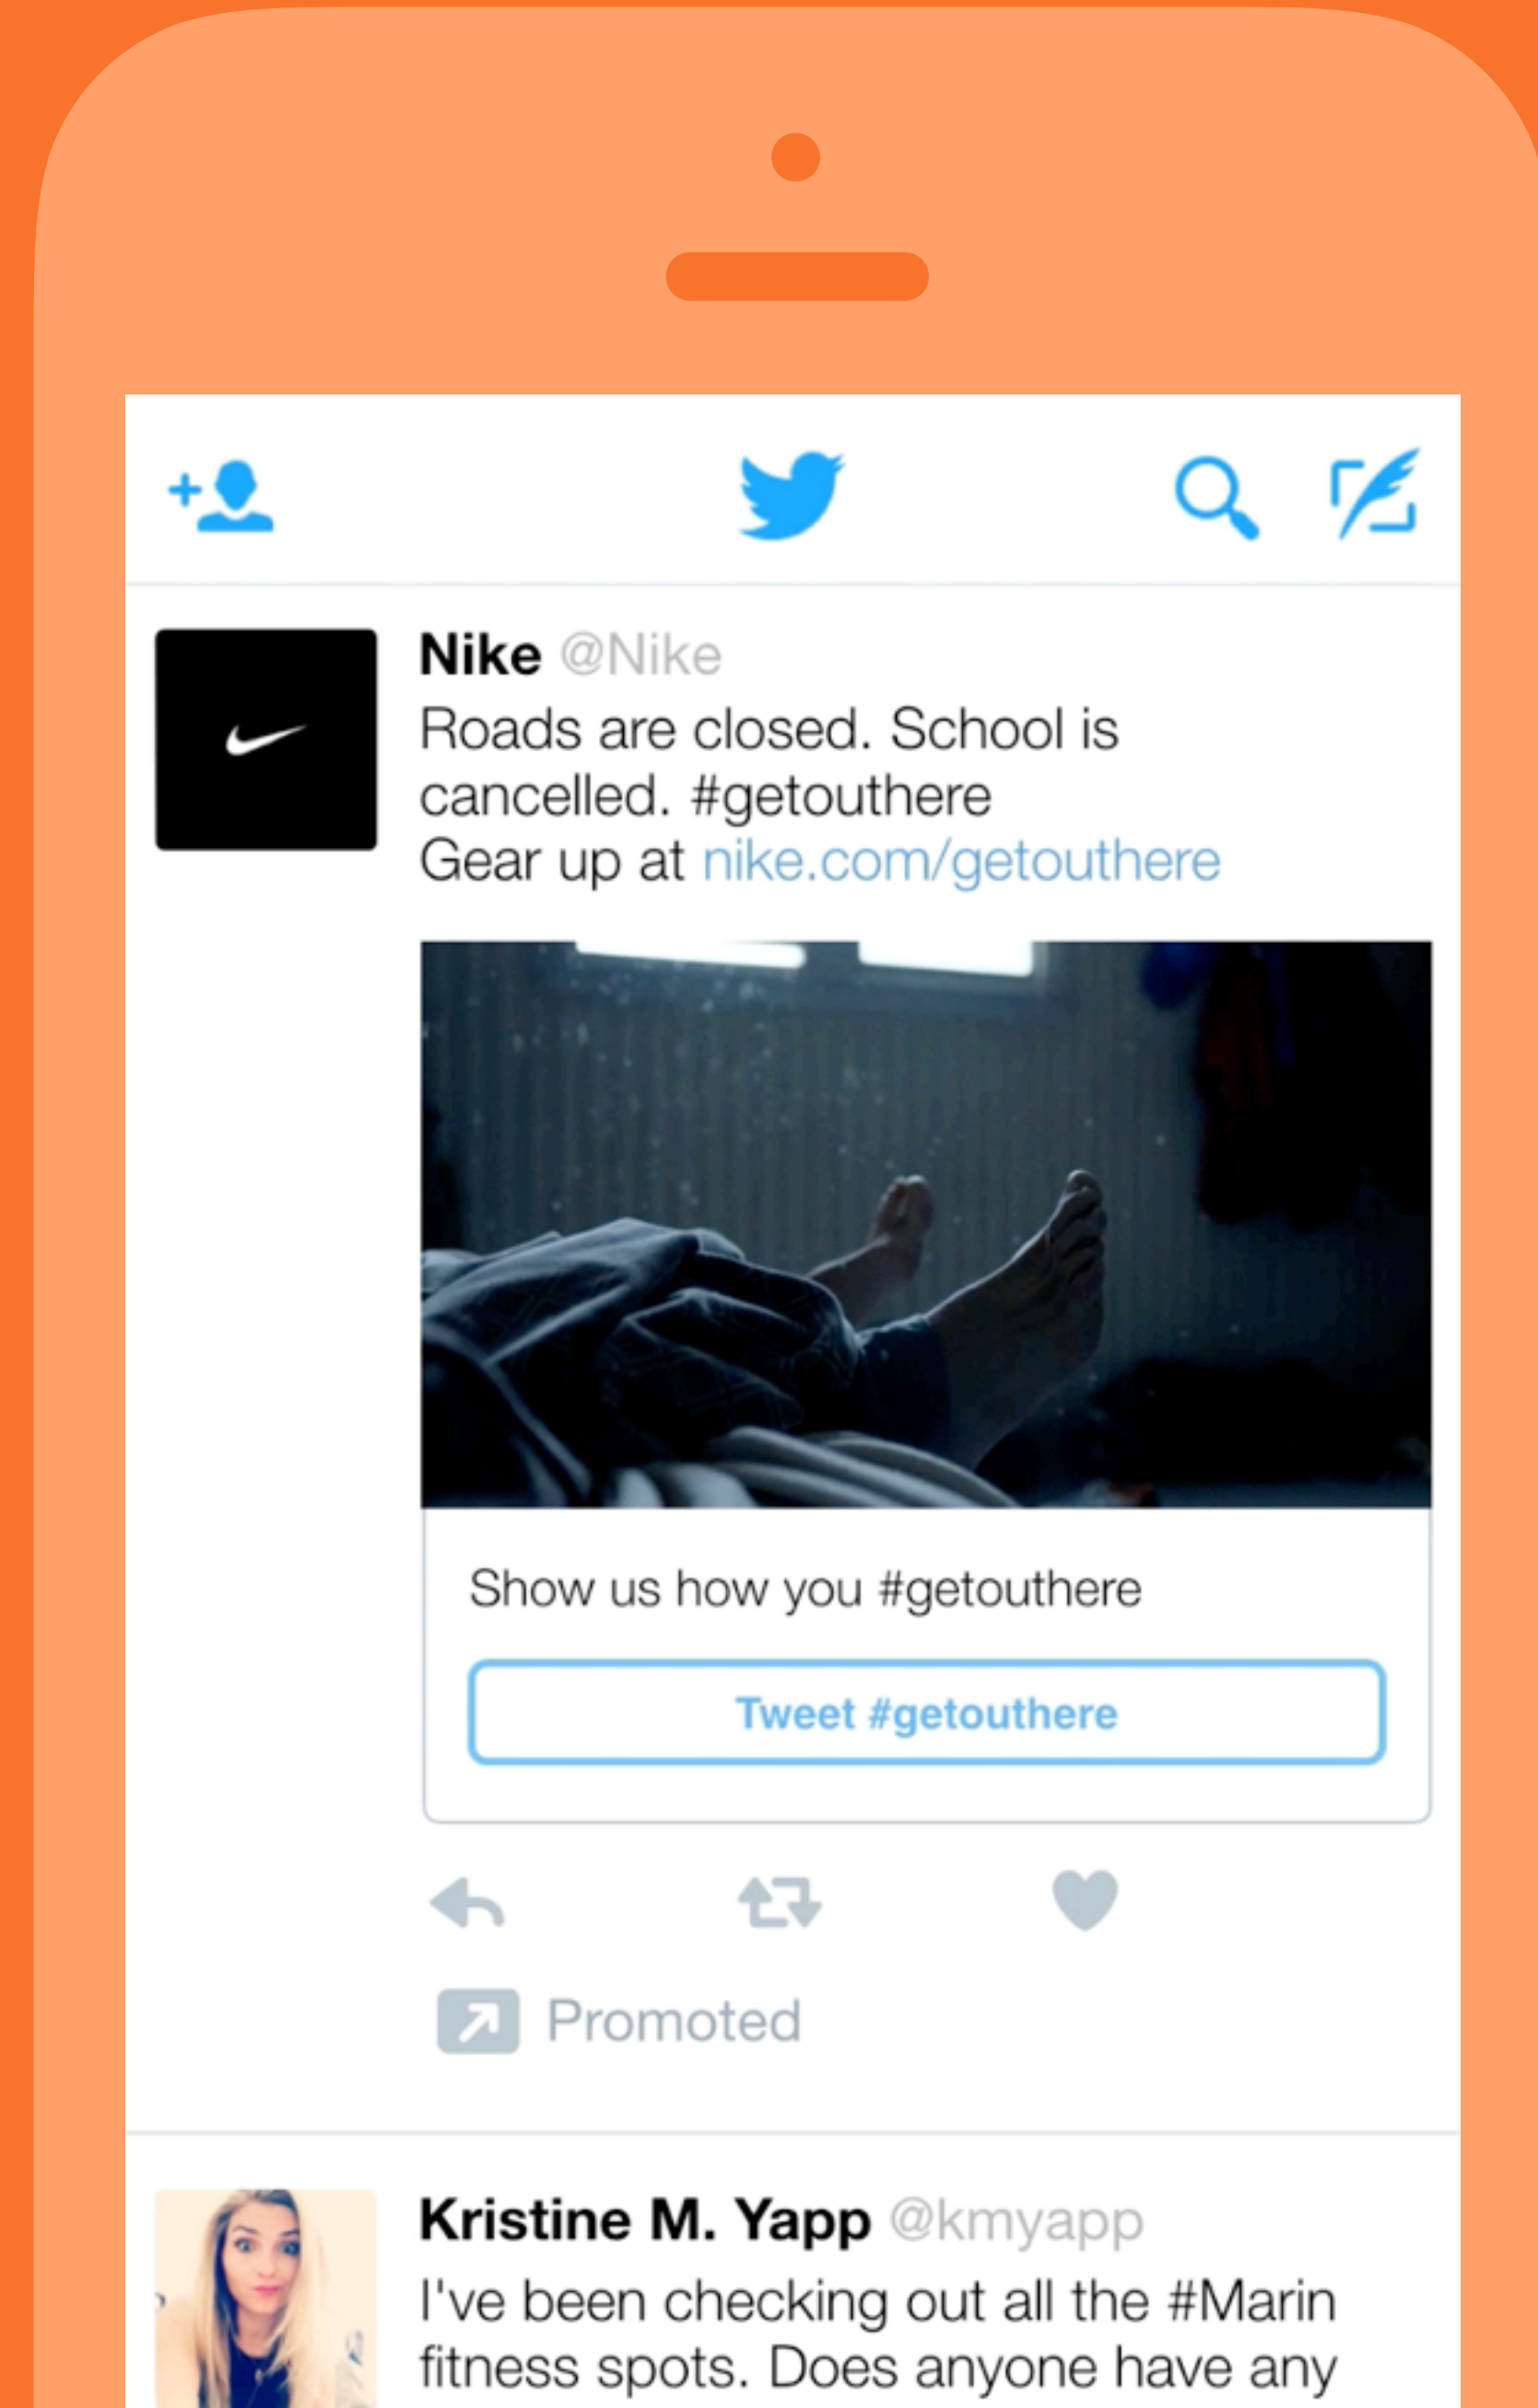 Nike @Nike
Roads are closed. School is
cancelled. #getouthere
Gear up at nike.com/getouthere
Show us how you #getouthere
Tweet #getouthere
Promoted
Kristine M. Yapp @kmyapp
I've been checking out all the #Marin
fitness spots. Does anyone have any